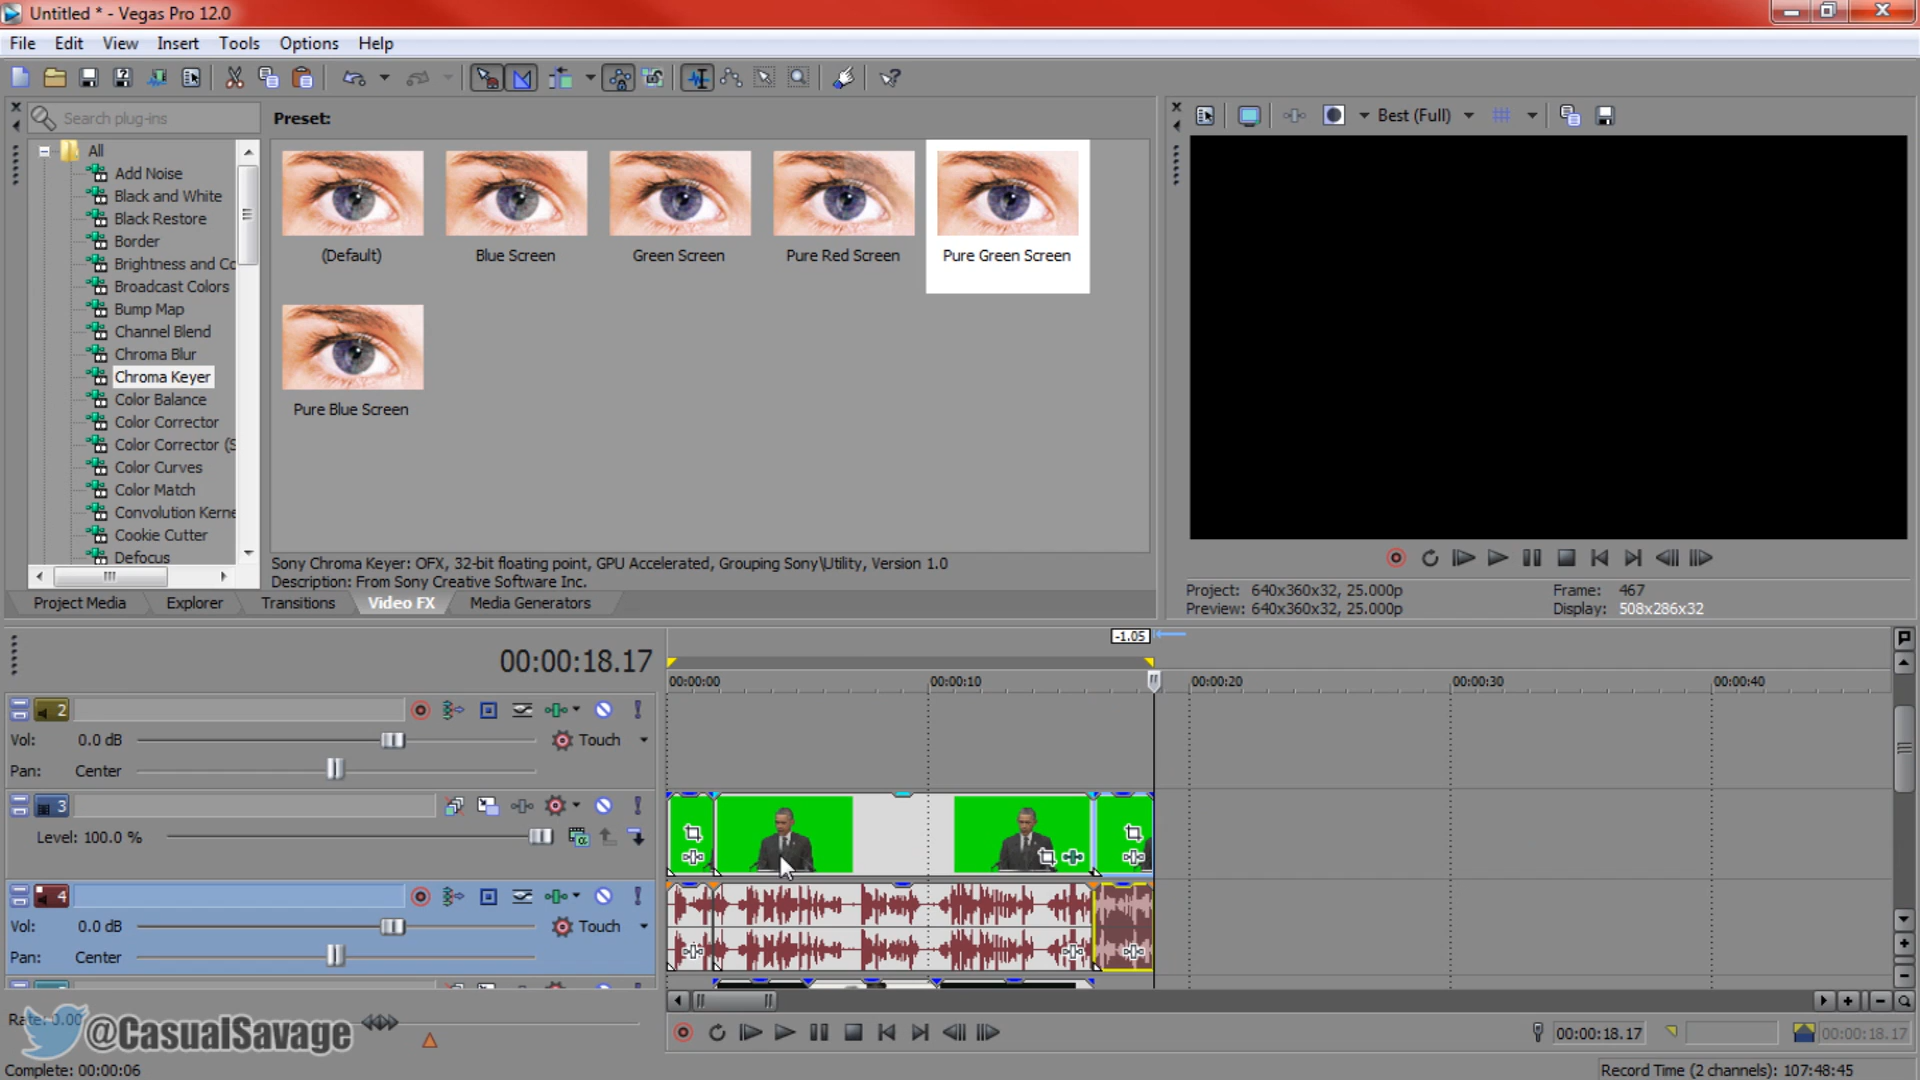 Untitled * - Vegas Pro 12.0
File Edit View Insert Tools Options Help
Search plug-ins
Preset:
Best (Full)
All
Add Noise
Black and White
Black Restore
Border
Brightness and Co
Broadcast Colors
Bump Map
Channel Blend
Chroma Blur
Chroma Keyer
Color Balance
Color Corrector
Color Corrector (S
Color Curves
Color Match
Convolution Kerne
Cookie Cutter
Defocus
(Default) Blue Screen Green Screen Pure Red Screen Pure Green Screen
Pure Blue Screen
Sony Chroma Keyer: OFX, 32-bit floating point, GPU Accelerated, Grouping Sony\Utility, Version 1.0
Description: From Sony Creative Software Inc.
Project Media Explorer Transitions Video FX Media Generators
Project: 640x360x32, 25.000p Frame: 467
Preview: 640x360x32, 25.000p Display: 508x286x32
-1.05
00:00:18.17
00:00:00 00:00:10 00:00:20 00:00:30 00:00:40
2
Vol: 0.0 dB Touch
Pan: Center
3
Level: 100.0 %
4
Vol: 0.0 dB Touch
Pan: Center
Rate: 0.00
@CasualSavage
00:00:18.17 00:00:18.17
Complete: 00:00:06
Record Time (2 channels): 107:48:45